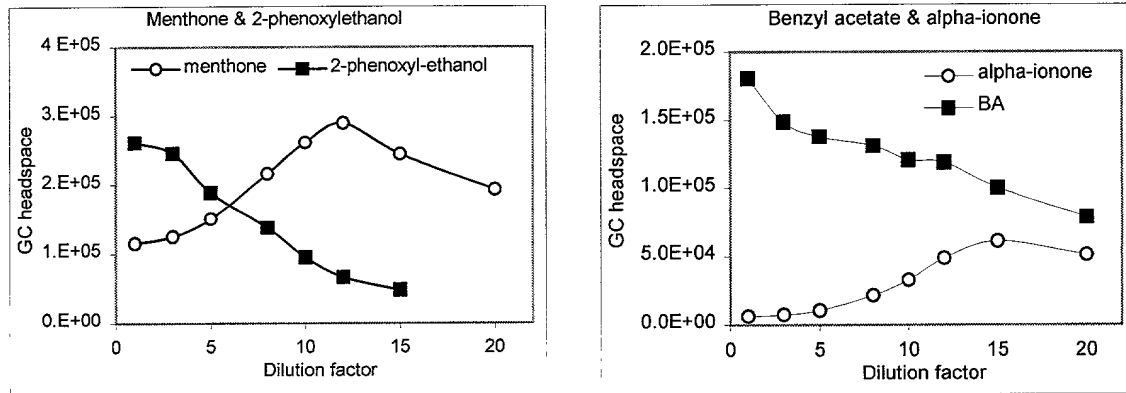 Menthone & 2-phenoxylethanol
4.E+05
3.E+05
2.E+05
1.E+05
0.E+00
GC headspace
menthone
2-phenoxyl-ethanol
0 5 10 15 20
Dilution factor
Benzyl acetate & alpha-ionone
2.0E+05
1.5E+05
1.0E+05
5.0E+04
0.0E+00
GC headspace
alpha-ionone
BA
0 5 10 15 20
Dilution factor